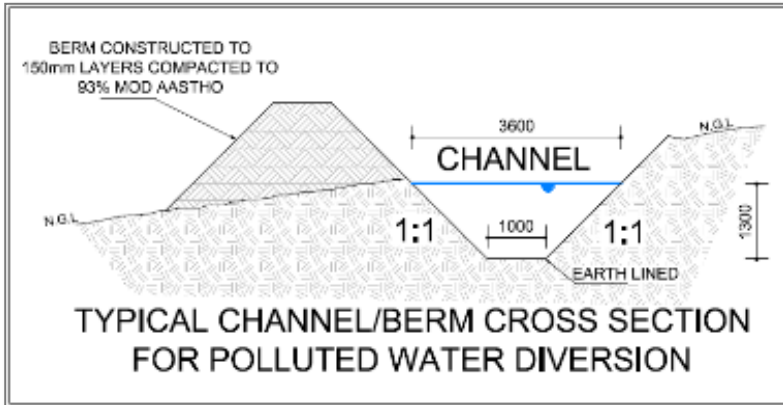 BERM CONSTRUCTED TO
150mm LAYERS COMPACTED TO
93% MOD AASTHO
N.G.L
3600
CHANNEL
N.G.L
1:1
1000
1:1
1300
EARTH LINED
TYPICAL CHANNEL/BERM CROSS SECTION
FOR POLLUTED WATER DIVERSION